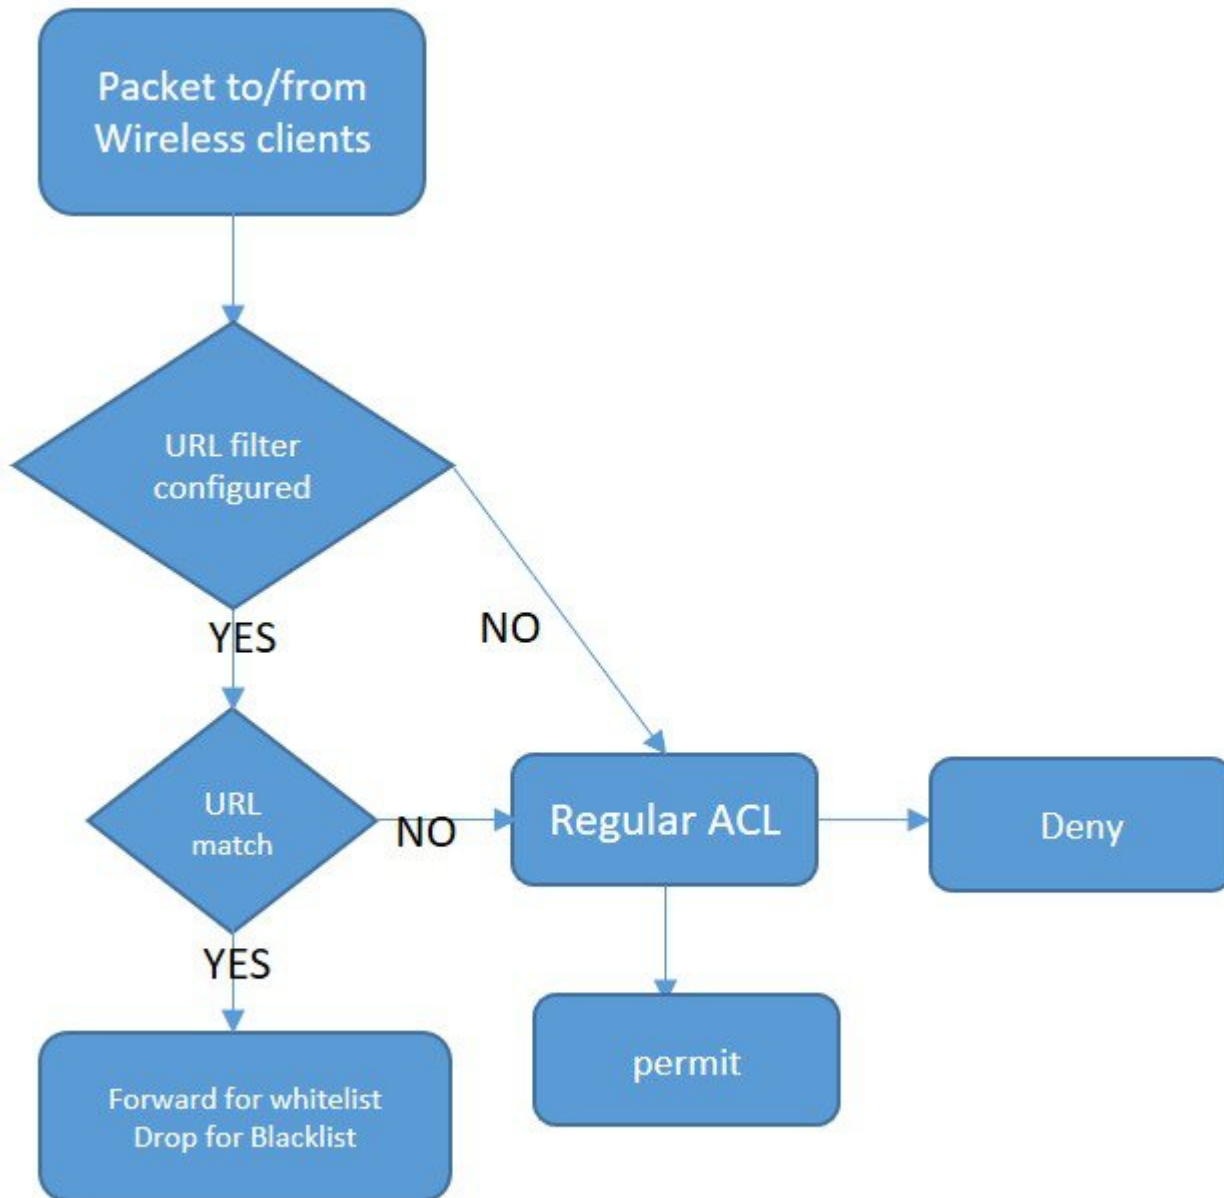 Packet to/from
Wireless clients
URL filter
configured
YES
NO
URL
match
NO
Regular ACL
Deny
YES
permit
Forward for whitelist
Drop for Blacklist